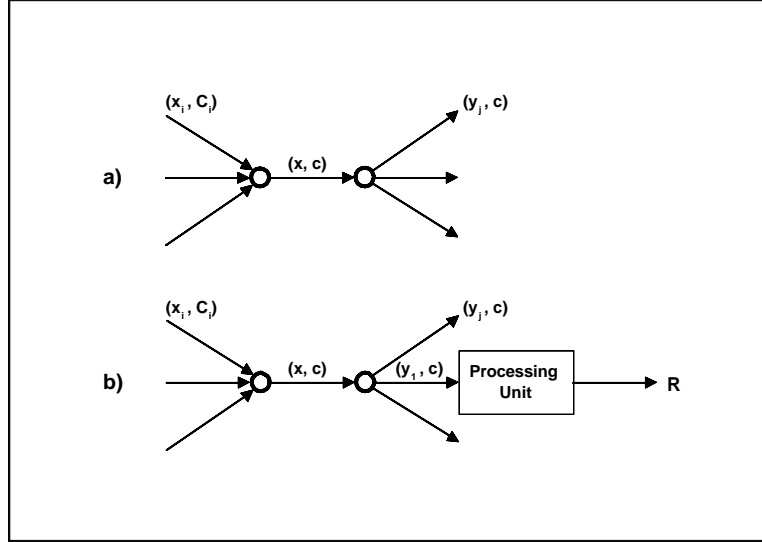 (xᵢ , Cᵢ)
(yⱼ , c)
(x, c)
a)
(xᵢ , Cᵢ)
(yⱼ , c)
(x, c)
(y₁ , c)
b)
Processing
Unit
R